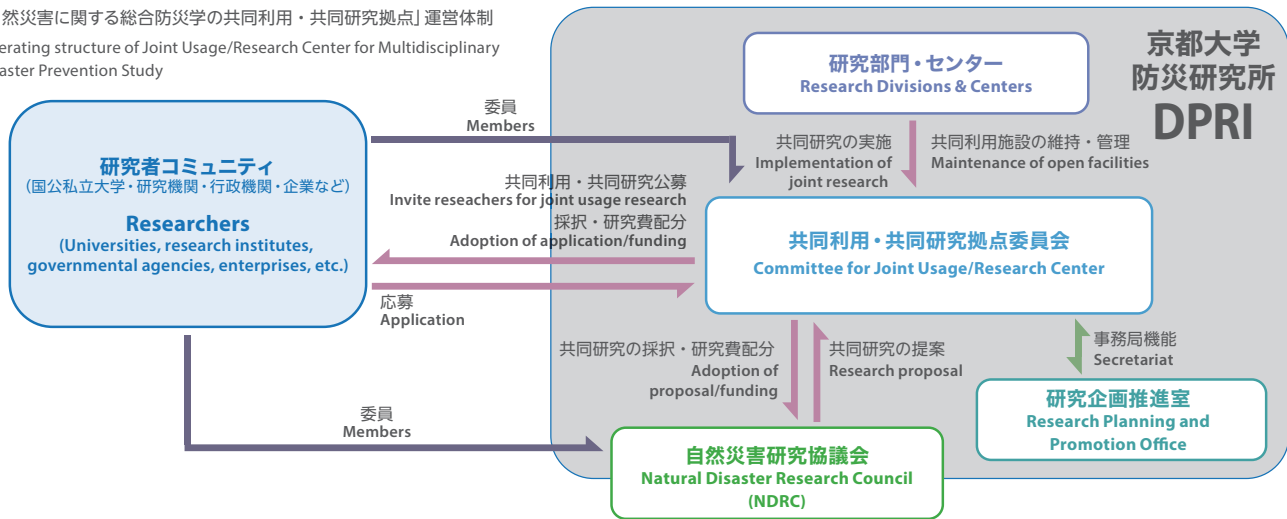 然災害に関する総合防災学の共同利用・共同研究拠点」運営体制
erating structure of Joint Usage/Research Center for Multidisciplinary
aster Prevention Study
京都大学
防災研究所
DPRI
研究部門・センター
Research Divisions & Centers
委員
Members
共同研究の実施
Implementation of
joint research
共同利用施設の維持・管理
Maintenance of open facilities
研究者コミュニティ
（国公私立大学・研究機関・行政機関・企業など）
Researchers
(Universities, research institutes,
governmental agencies, enterprises, etc.)
共同利用・共同研究公募
Invite reseachers for joint usage research
採択・研究費配分
Adoption of application/funding
共同利用・共同研究拠点委員会
Committee for Joint Usage/Research Center
応募
Application
共同研究の採択・研究費配分
Adoption of
proposal/funding
共同研究の提案
Research proposal
事務局機能
Secretariat
研究企画推進室
Research Planning and
Promotion Office
委員
Members
自然災害研究協議会
Natural Disaster Research Council
(NDRC)